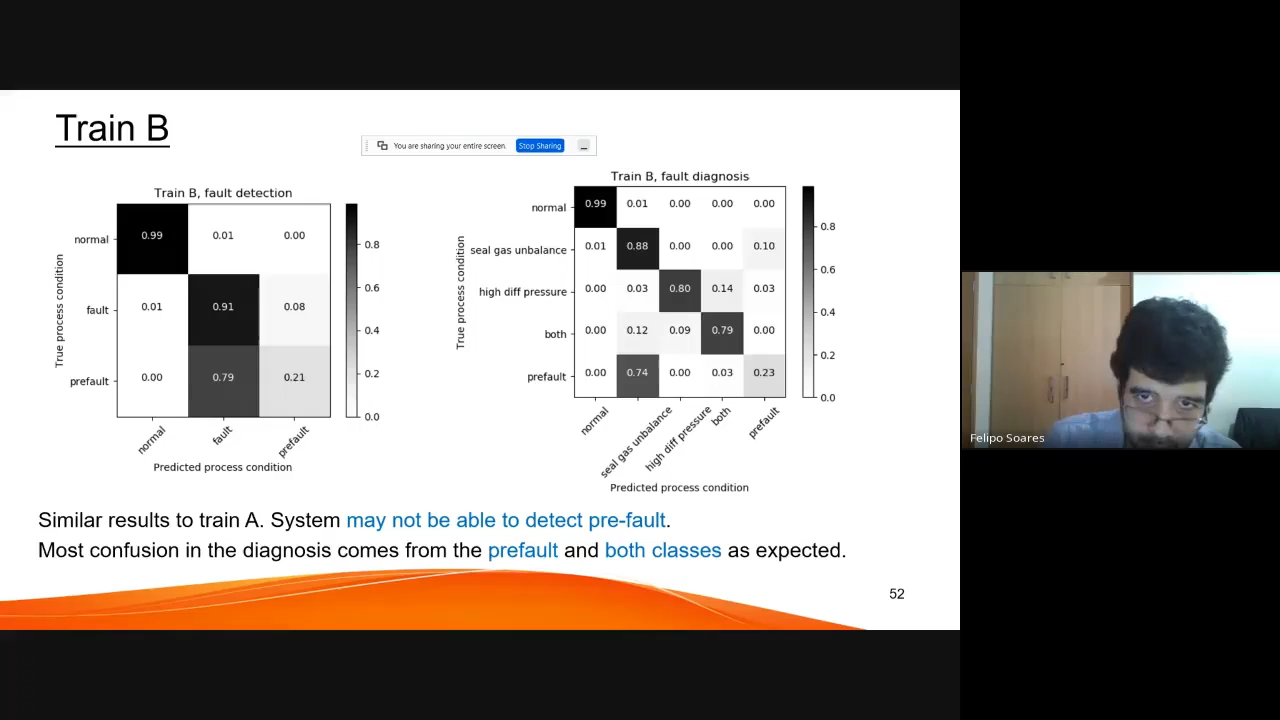 Train B
You are sharing your entire screen. Stop Sharing
Train B, fault detection
True process condition
normal 0.99 0.01 0.00
fault 0.01 0.91 0.08
prefault 0.00 0.79 0.21
normal fault prefault
Predicted process condition
0.8
0.6
0.4
0.2
0.0
Train B, fault diagnosis
True process condition
normal 0.99 0.01 0.00 0.00 0.00
seal gas unbalance 0.01 0.88 0.00 0.00 0.10
high diff pressure 0.00 0.03 0.80 0.14 0.03
both 0.00 0.12 0.09 0.79 0.00
prefault 0.00 0.74 0.00 0.03 0.23
normal seal gas unbalance high diff pressure both prefault
Predicted process condition
0.8
0.6
0.4
0.2
0.0
Similar results to train A. System may not be able to detect pre-fault.
Most confusion in the diagnosis comes from the prefault and both classes as expected.
52
Felipo Soares